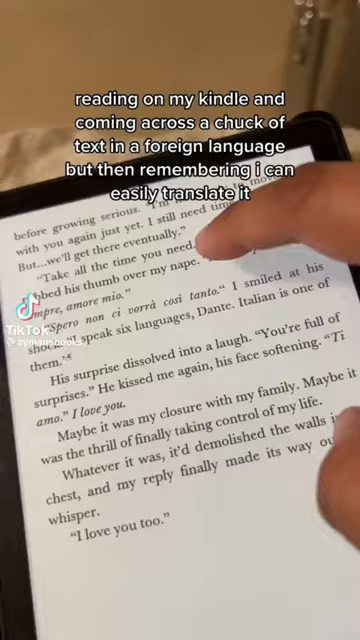 reading on my kindle and
coming across a chuck of
text in a foreign language
but then remembering i can
easily translate it
before growing serious. "I'm
with you again just yet. I still need time
But...we'll get there eventually."
"Take all the time you need.
bed his thumb over my nape.
mpre, amore mio."
"Spero non ci vorrà così tanto." I smiled at his
shock. speak six languages, Dante. Italian is one of
them."
His surprise dissolved into a laugh. "You're full of
surprises." He kissed me again, his face softening. "Ti
amo." I love you.
Maybe it was my closure with my family. Maybe it
was the thrill of finally taking control of my life.
Whatever it was, it'd demolished the walls
chest, and my reply finally made its way
whisper.
"I love you too."
TikTok
@aymansbooks